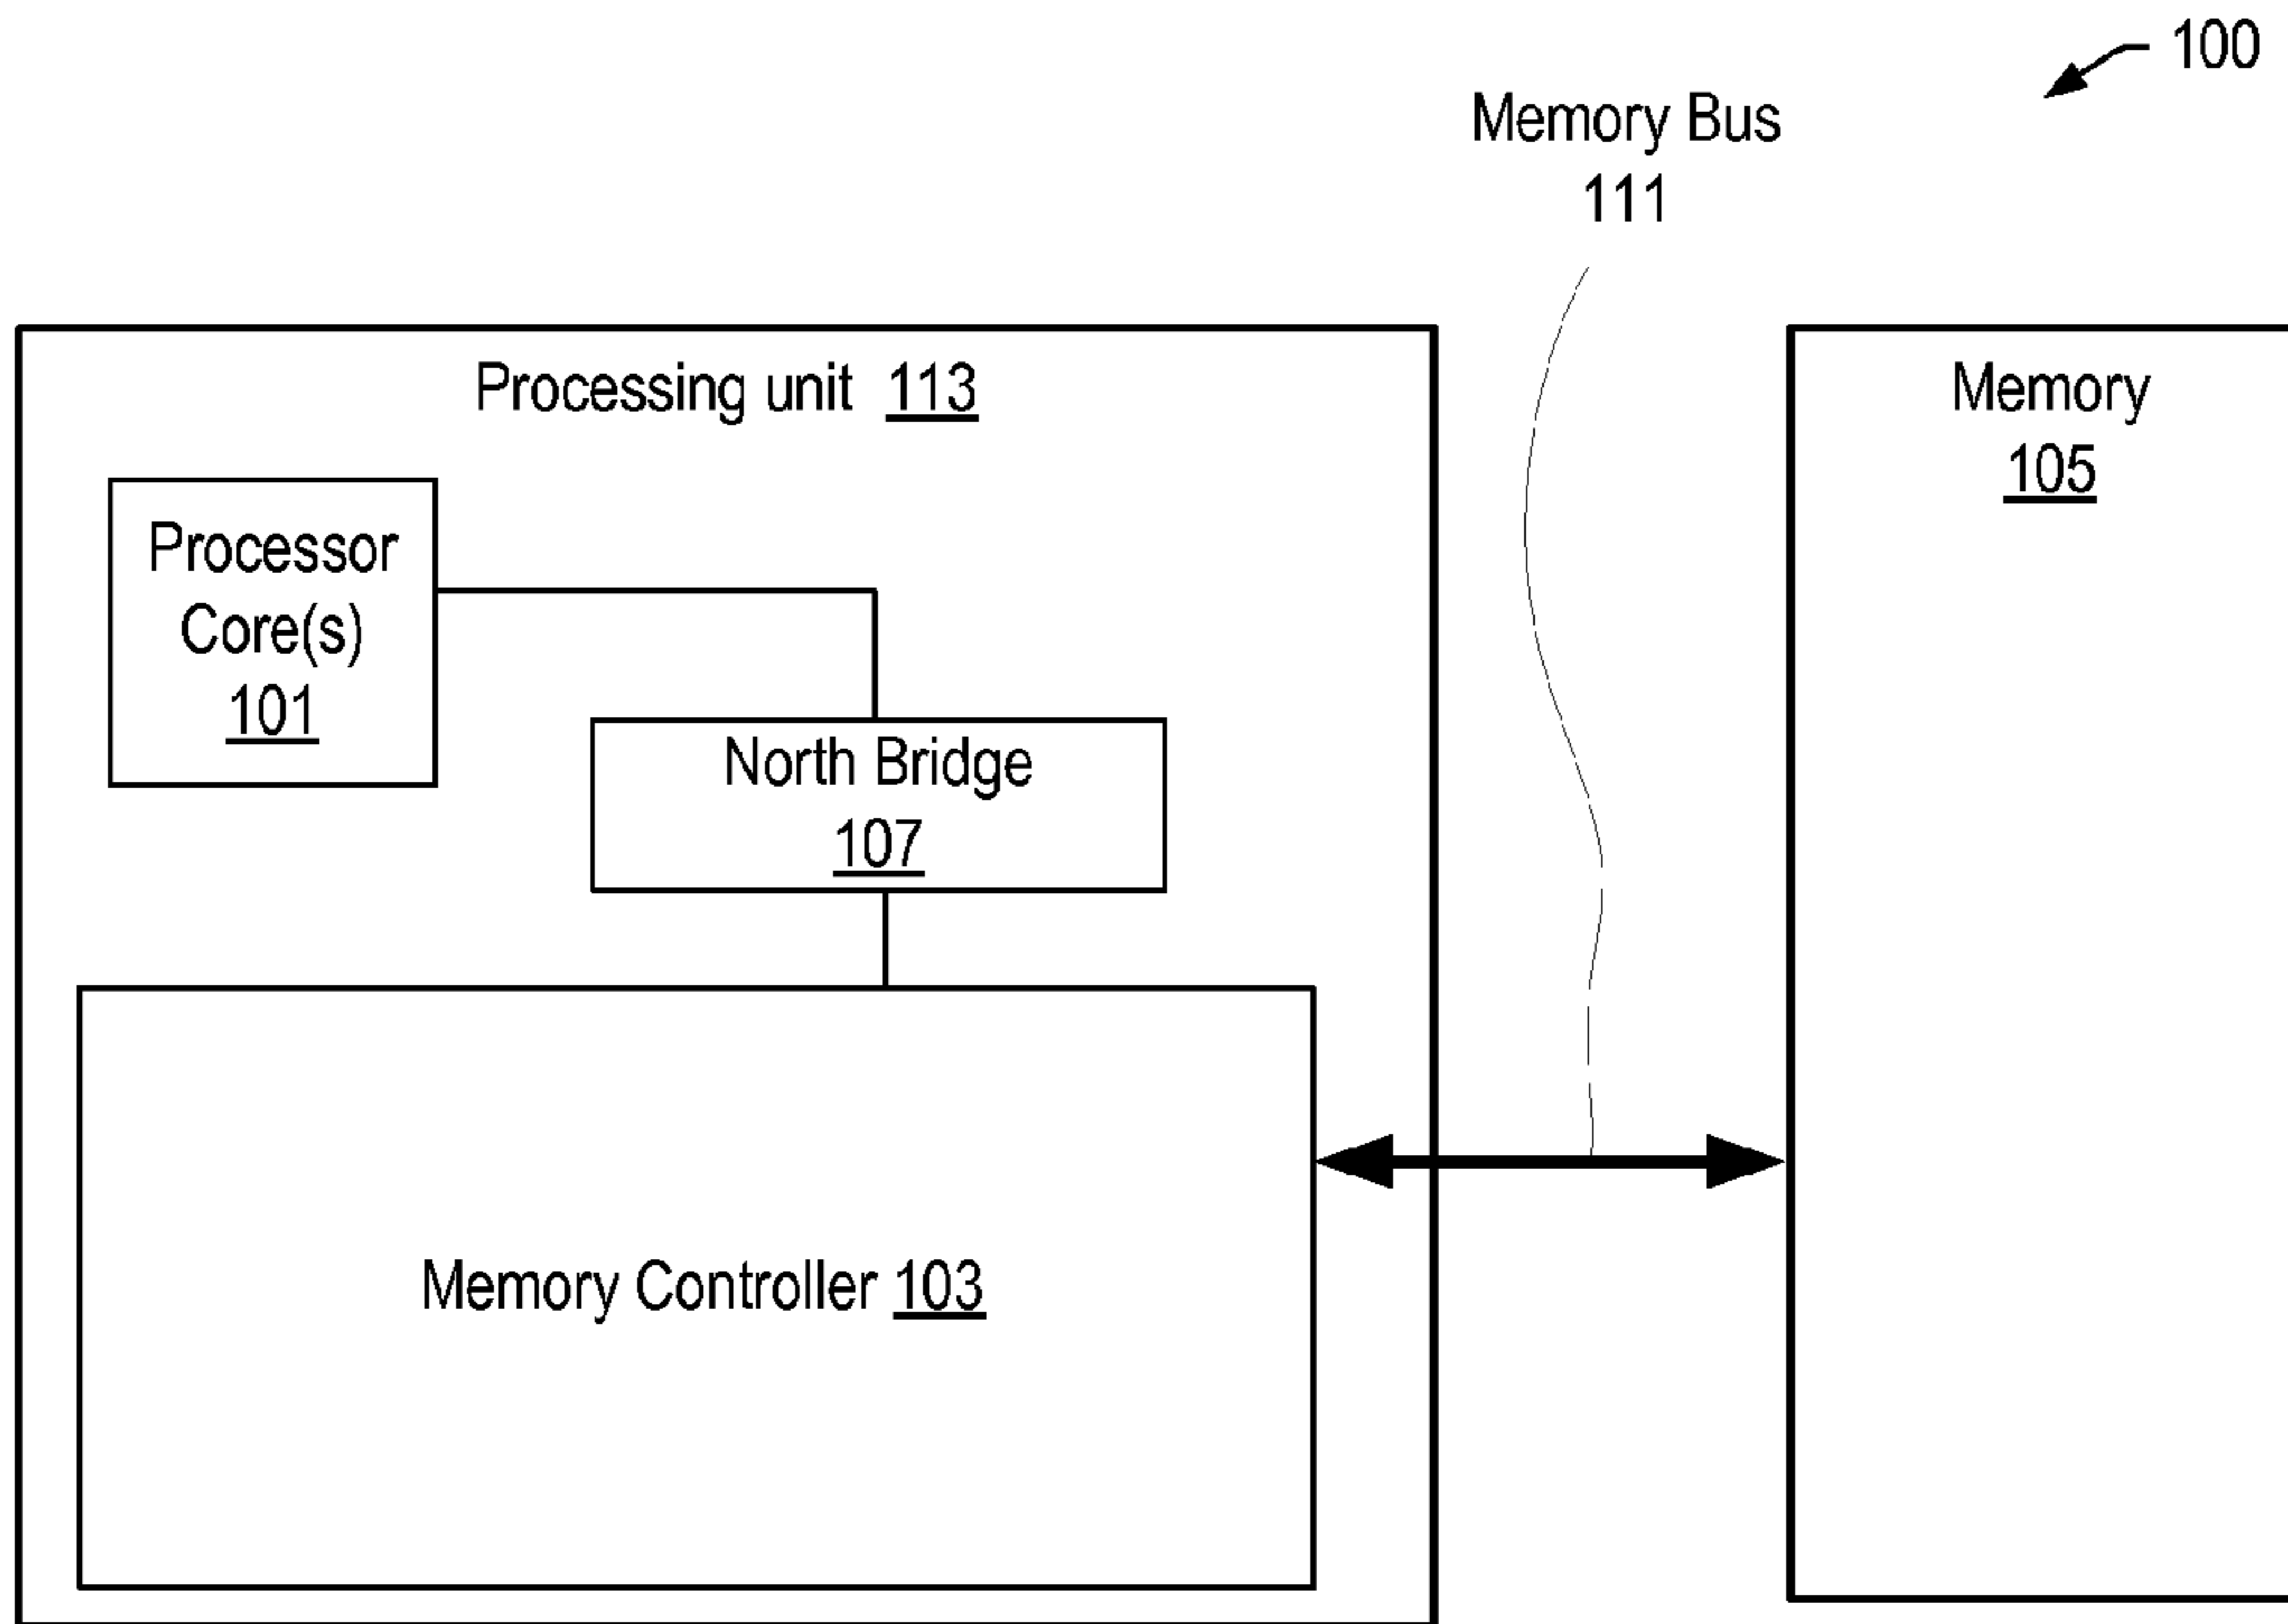 100
Memory Bus
111
Processing unit 113
Memory
105
Processor
Core(s)
101
North Bridge
107
Memory Controller 103